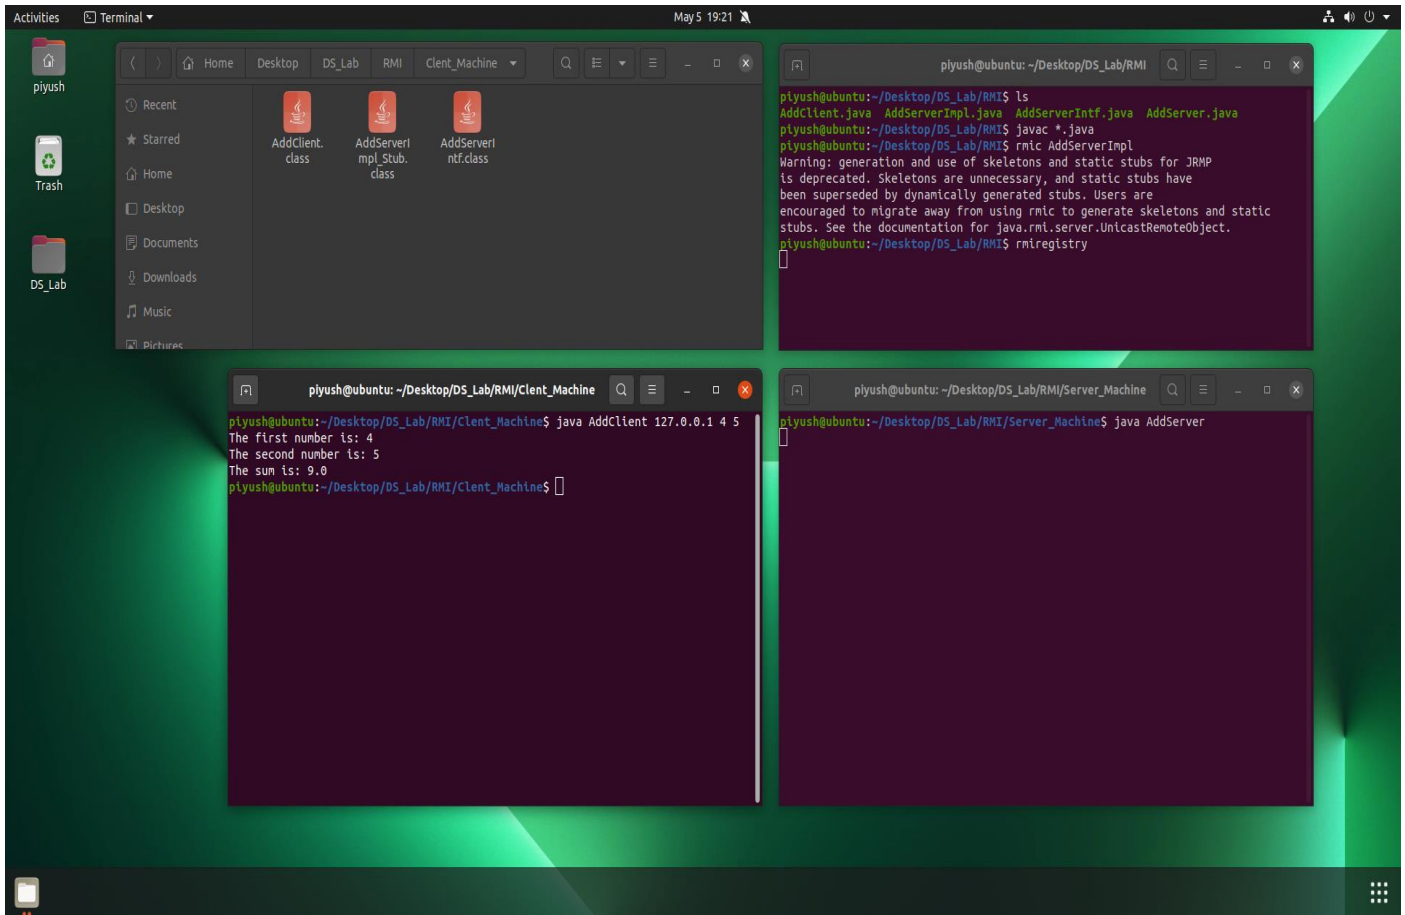 Activities
Terminal
May 5 19:21
piyush
Trash
DS_Lab
Home Desktop DS_Lab RMI Clent_Machine
Recent
Starred
Home
Desktop
Documents
Downloads
Music
Pictures
AddClient.
class
AddServerI
mpl_Stub.
class
AddServerI
ntf.class
piyush@ubuntu: ~/Desktop/DS_Lab/RMI
piyush@ubuntu:~/Desktop/DS_Lab/RMI$ ls
AddClient.java AddServerImpl.java AddServerIntf.java AddServer.java
piyush@ubuntu:~/Desktop/DS_Lab/RMI$ javac *.java
piyush@ubuntu:~/Desktop/DS_Lab/RMI$ rmic AddServerImpl
Warning: generation and use of skeletons and static stubs for JRMP
is deprecated. Skeletons are unnecessary, and static stubs have
been superseded by dynamically generated stubs. Users are
encouraged to migrate away from using rmic to generate skeletons and static
stubs. See the documentation for java.rmi.server.UnicastRemoteObject.
piyush@ubuntu:~/Desktop/DS_Lab/RMI$ rmiregistry
piyush@ubuntu: ~/Desktop/DS_Lab/RMI/Clent_Machine
piyush@ubuntu:~/Desktop/DS_Lab/RMI/Clent_Machine$ java AddClient 127.0.0.1 4 5
The first number is: 4
The second number is: 5
The sum is: 9.0
piyush@ubuntu:~/Desktop/DS_Lab/RMI/Clent_Machine$
piyush@ubuntu: ~/Desktop/DS_Lab/RMI/Server_Machine
piyush@ubuntu:~/Desktop/DS_Lab/RMI/Server_Machine$ java AddServer